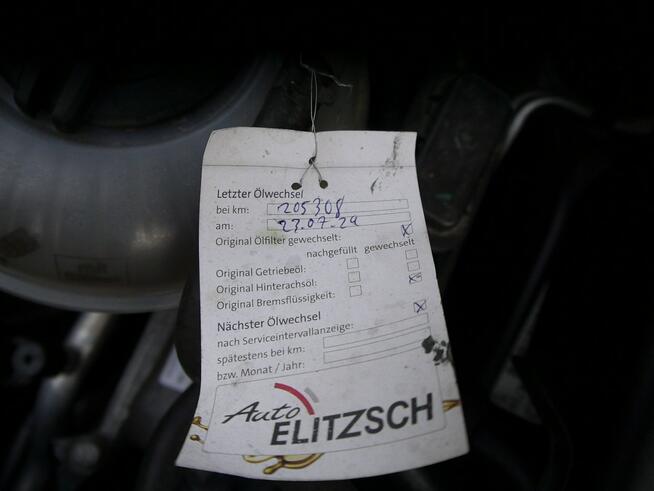 Letzter Ölwechsel
bei km: 205308
am: 23.07.24
Original Ölfilter gewechselt: X
nachgefüllt gewechselt
Original Getriebeöl:
Original Hinterachsöl:
Original Bremsflüssigkeit: X
Nächster Ölwechsel
nach Serviceintervallanzeige: X
spätestens bei km:
bzw. Monat / Jahr:
Auto
ELITZSCH